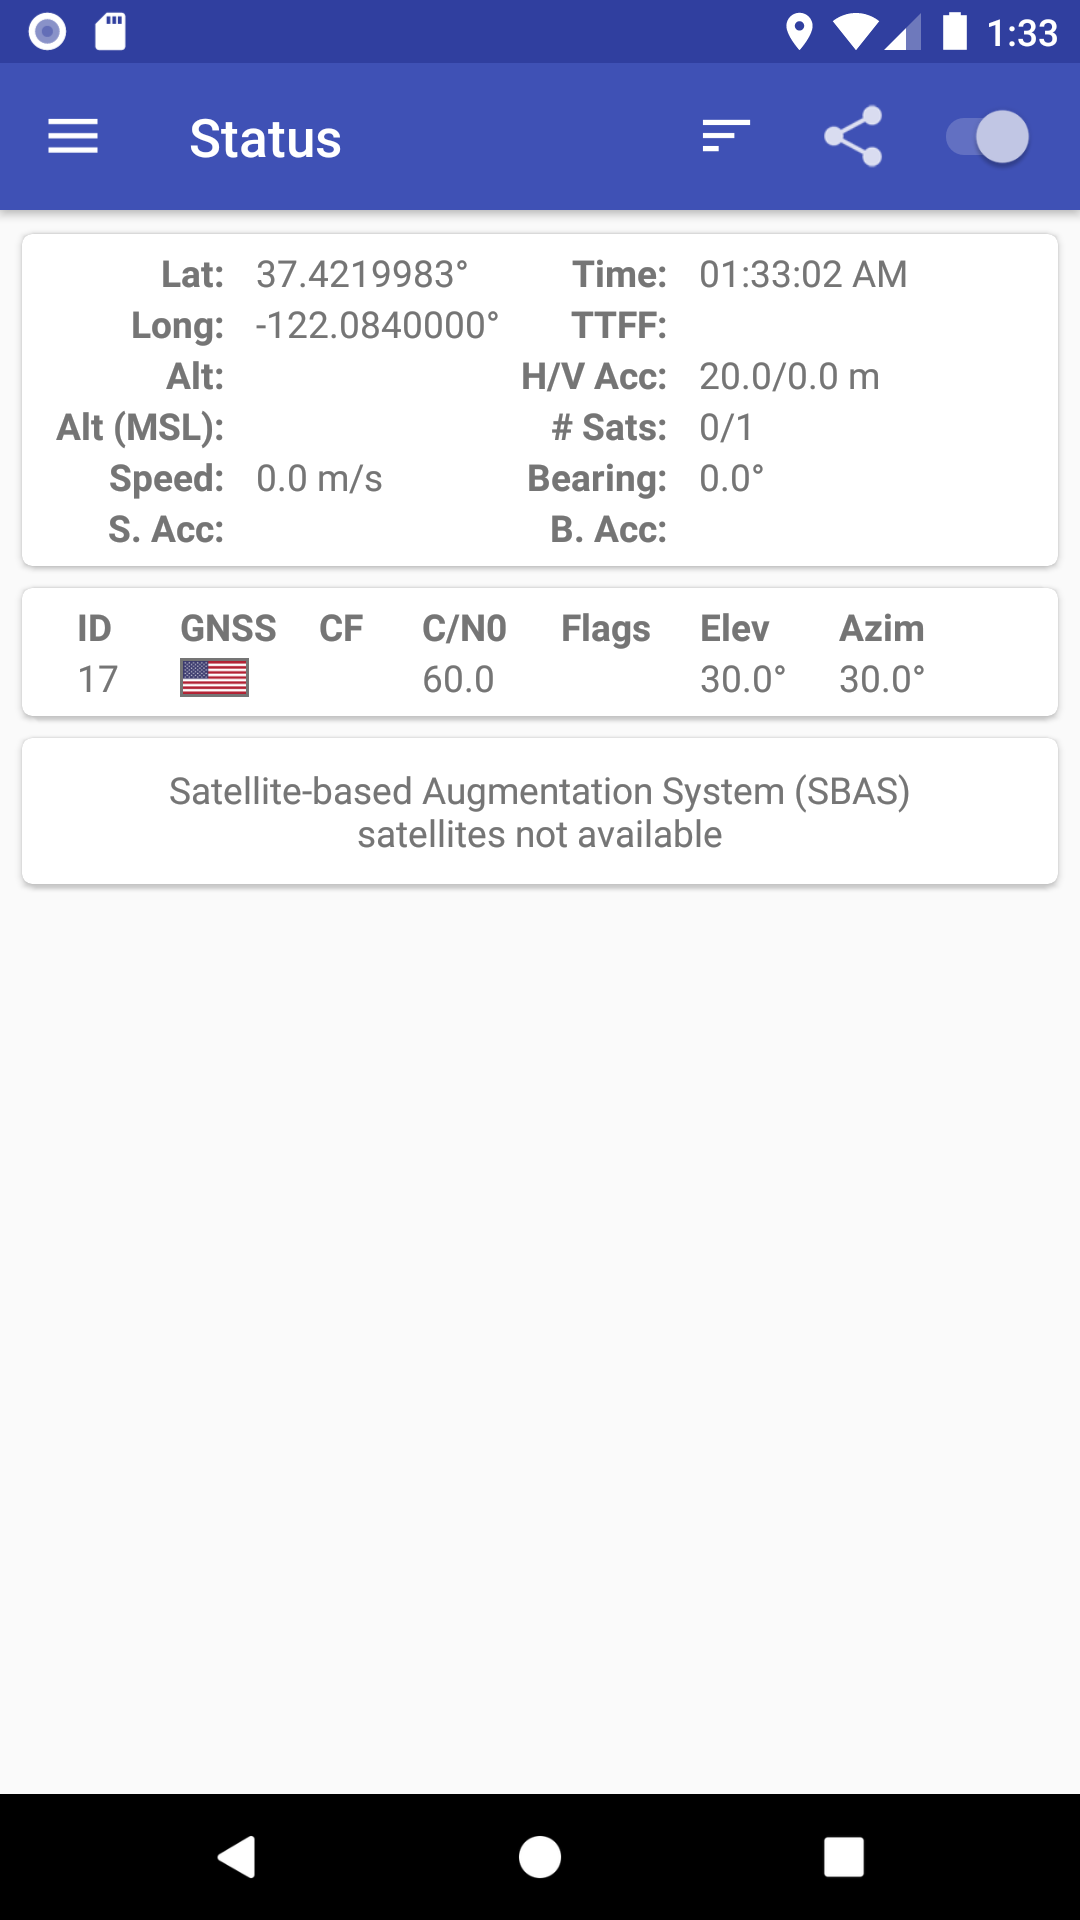 1:33
Status
Lat: 37.4219983° Time: 01:33:02 AM
Long: -122.0840000° TTFF:
Alt: H/V Acc: 20.0/0.0 m
Alt (MSL): # Sats: 0/1
Speed: 0.0 m/s Bearing: 0.0°
S. Acc: B. Acc:
ID GNSS CF C/N0 Flags Elev Azim
17 60.0 30.0° 30.0°
Satellite-based Augmentation System (SBAS)
satellites not available